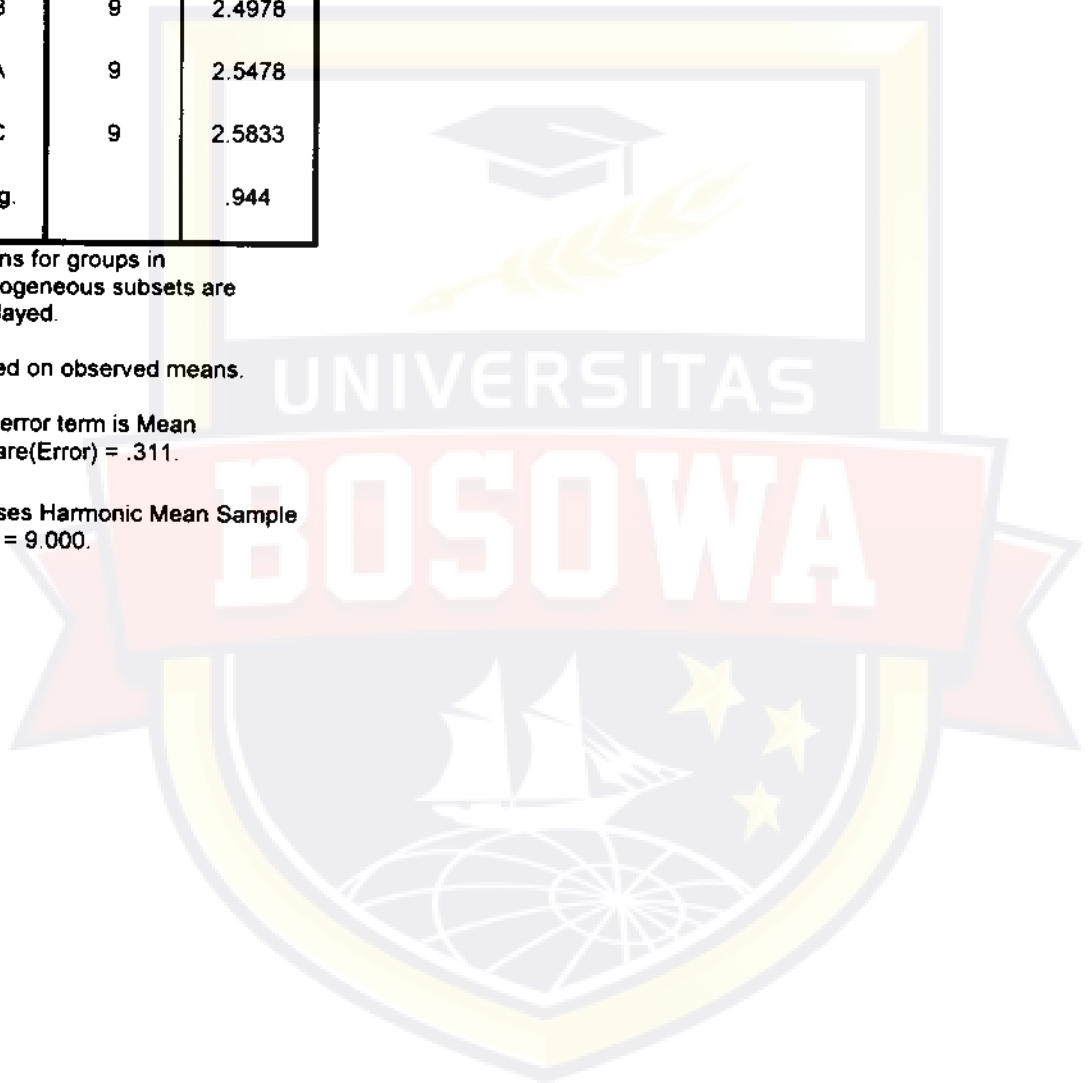 B 9 2.4978
A 9 2.5478
C 9 2.5833
g. .944
ns for groups in
ogeneous subsets are
layed.
ed on observed means.
error term is Mean
are(Error) = .311.
ses Harmonic Mean Sample
= 9.000.
UNIVERSITAS
BOSOWA